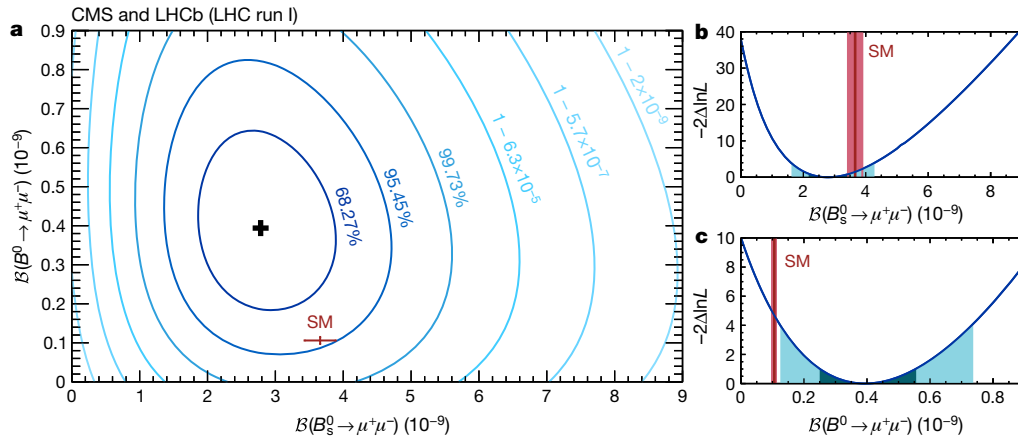 CMS and LHCb (LHC run I)
a
0.9
0.8
0.7
0.6
0.5
0.4
0.3
0.2
0.1
0
0 1 2 3 4 5 6 7 8 9
ℬ(B⁰ → μ⁺μ⁻) (10⁻⁹)
ℬ(B⁰ₛ → μ⁺μ⁻) (10⁻⁹)
68.27%
95.45%
99.73%
1 – 6.3×10⁻⁵
1 – 5.7×10⁻⁷
1 – 2×10⁻⁹
SM
b
40
30
20
10
0
0 2 4 6 8
−2ΔlnL
SM
ℬ(B⁰ₛ → μ⁺μ⁻) (10⁻⁹)
c
10
8
6
4
2
0
0 0.2 0.4 0.6 0.8
−2ΔlnL
SM
ℬ(B⁰ → μ⁺μ⁻) (10⁻⁹)